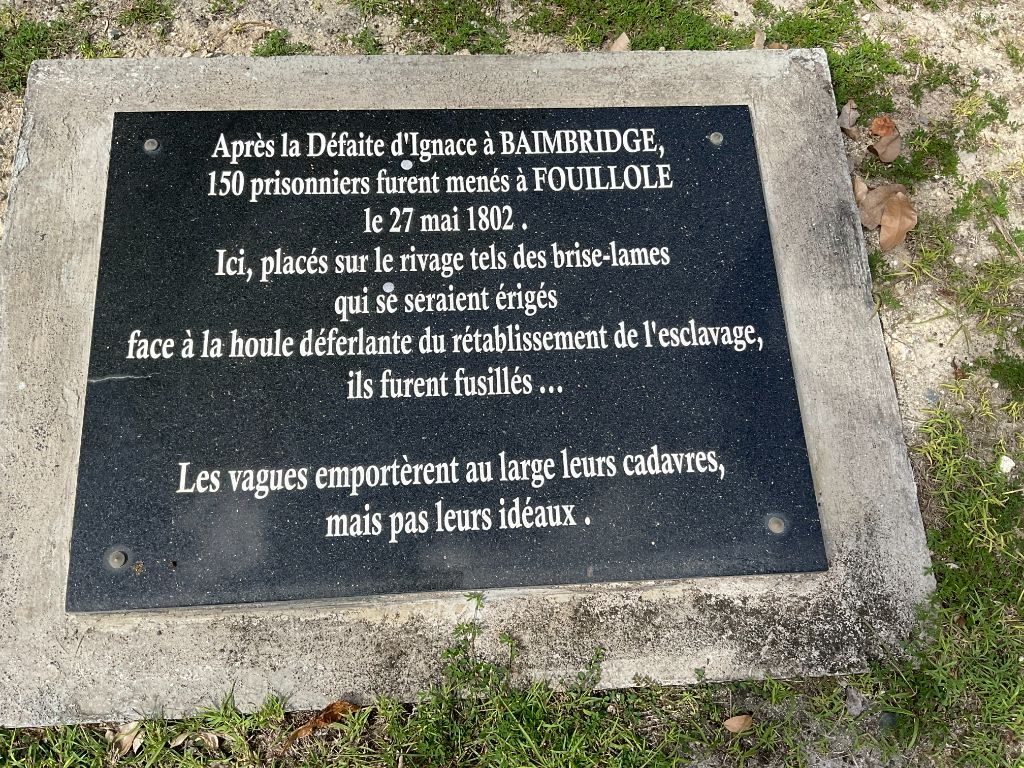 Après la Défaite d'Ignace à BAIMBRIDGE,
150 prisonniers furent menés à FOUILLOLE
le 27 mai 1802 .
Ici, placés sur le rivage tels des brise-lames
qui se seraient érigés
face à la houle déferlante du rétablissement de l'esclavage,
ils furent fusillés ...
Les vagues emportèrent au large leurs cadavres,
mais pas leurs idéaux .